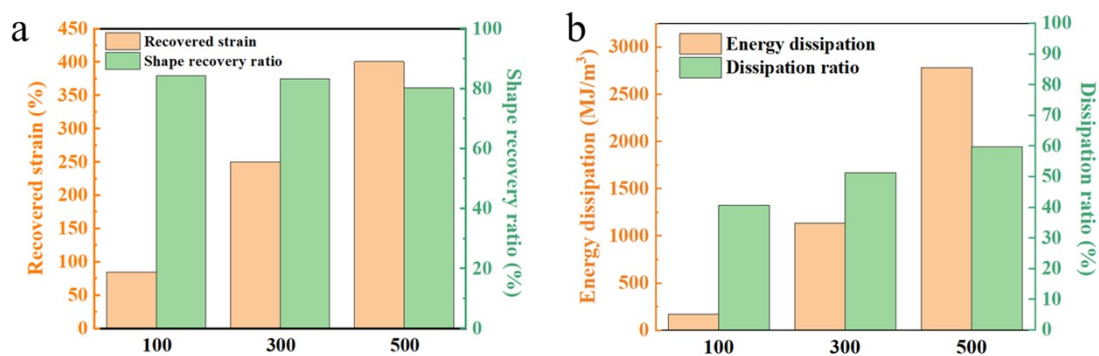 a
Recovered strain (%)
450
400
350
300
250
200
150
100
50
0
Recovered strain
Shape recovery ratio
100
80
60
40
20
0
Shape recovery ratio (%)
100 300 500
b
Energy dissipation (MJ/m³)
3000
2500
2000
1500
1000
500
0
Energy dissipation
Dissipation ratio
100
90
80
70
60
50
40
30
20
10
0
Dissipation ratio (%)
100 300 500